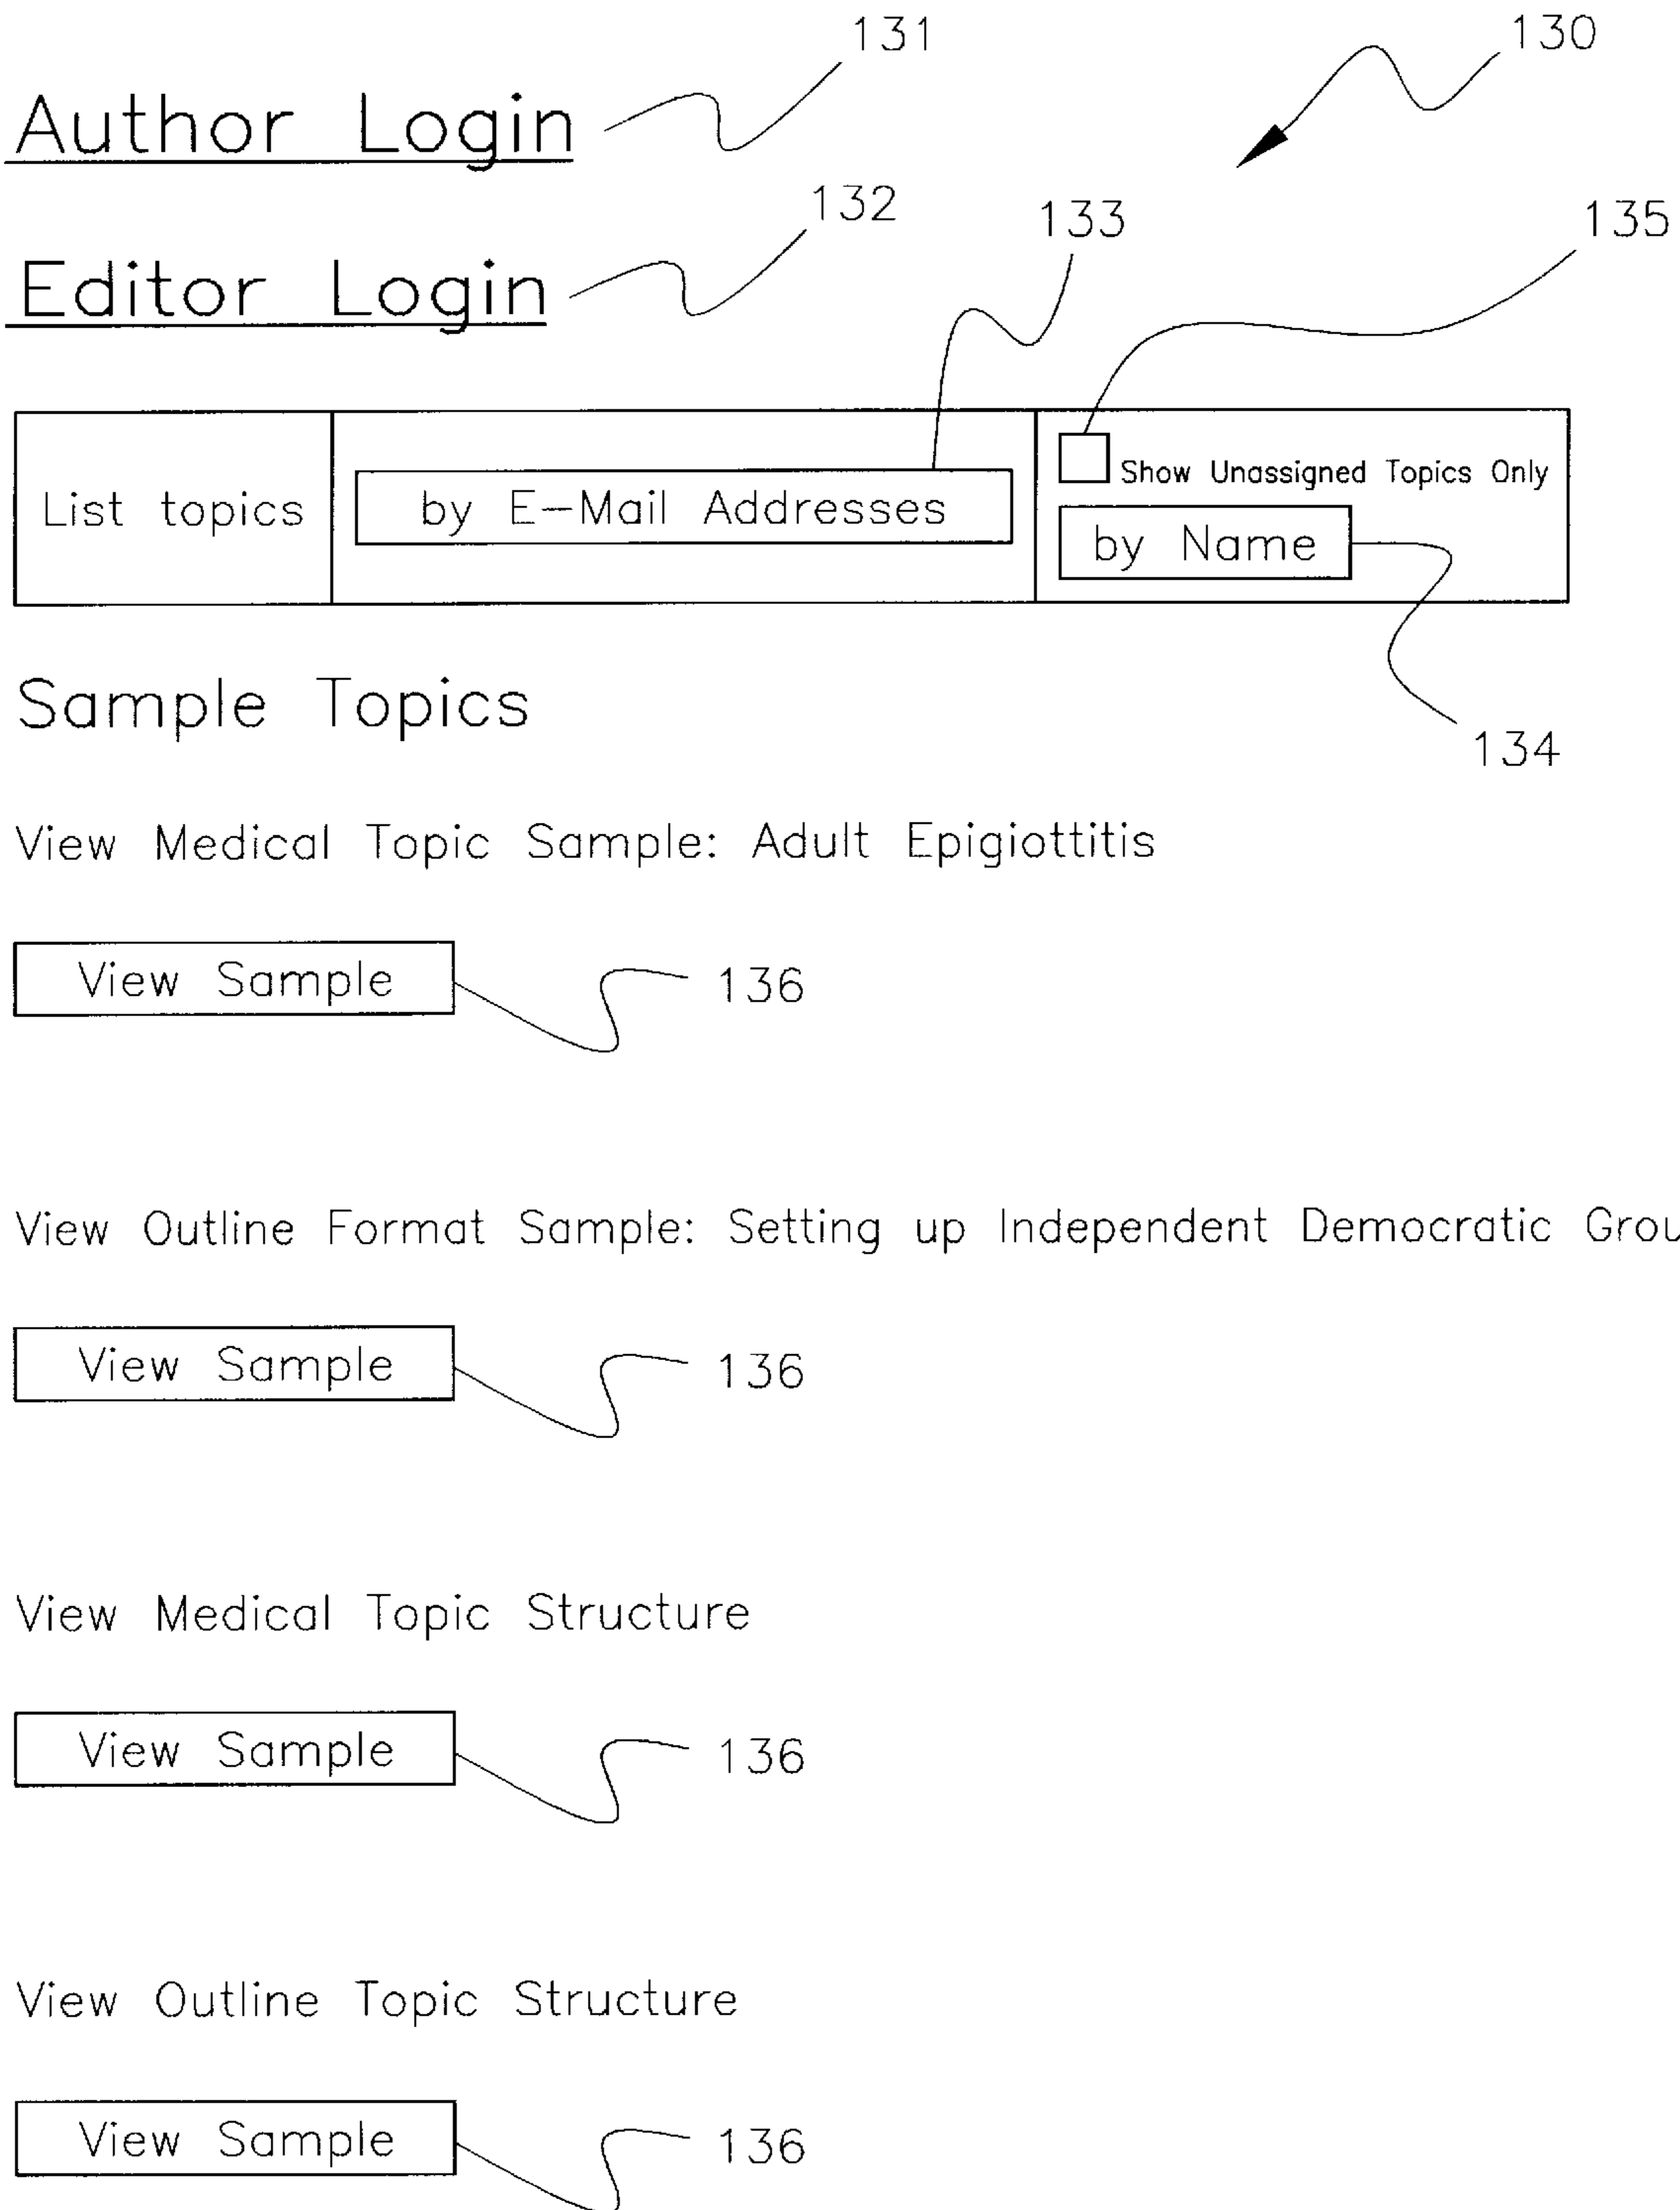 131
130
Author Login
132
133
135
Editor Login
Show Unassigned Topics Only
List topics
by E-Mail Addresses
by Name
Sample Topics
134
View Medical Topic Sample: Adult Epigiottitis
View Sample
136
View Outline Format Sample: Setting up Independent Democratic Grou
View Sample
136
View Medical Topic Structure
View Sample
136
View Outline Topic Structure
View Sample
136